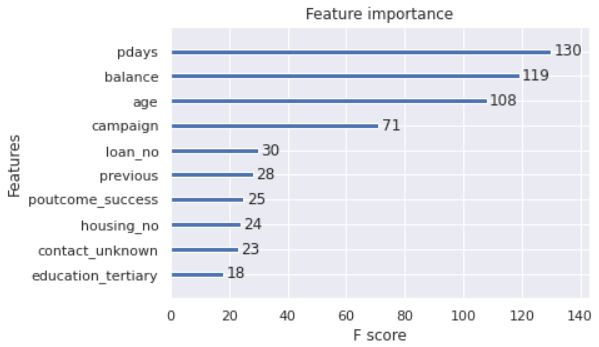 Feature importance
Features
pdays 130
balance 119
age 108
campaign 71
loan_no 30
previous 28
poutcome_success 25
housing_no 24
contact_unknown 23
education_tertiary 18
0 20 40 60 80 100 120 140
F score